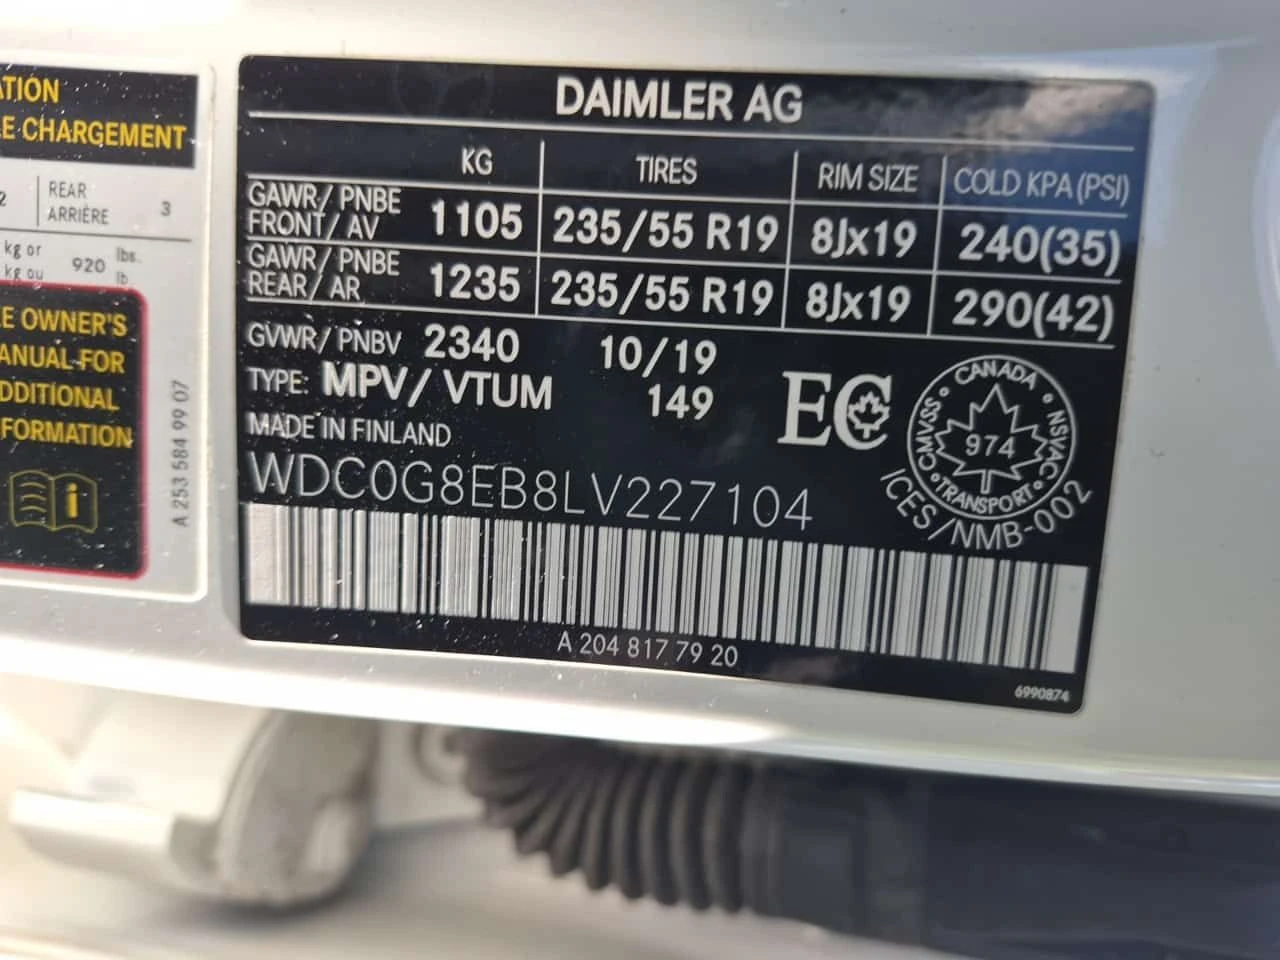 ATION
E CHARGEMENT
2 REAR ARRIÈRE 3
kg or
kg ou 920 lbs. lb.
E OWNER'S
ANUAL FOR
DDITIONAL
FORMATION
i
A 253 584 99 07
DAIMLER AG
KG TIRES RIM SIZE COLD KPA (PSI)
GAWR/ PNBE FRONT/ AV 1105 235/55 R19 8Jx19 240(35)
GAWR/ PNBE REAR/ AR 1235 235/55 R19 8Jx19 290(42)
GVWR/ PNBV 2340 10/19
TYPE: MPV/ VTUM 149
MADE IN FINLAND
WDC0G8EB8LV227104
EC
CANADA
CMVSS NSVAC
974
TRANSPORT
ICES/NMB-002
A 204 817 79 20
6990874